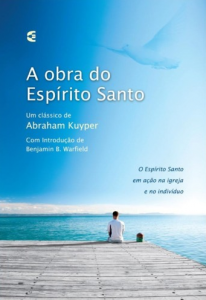 A obra do
Espírito Santo
Um clássico de
Abraham Kuyper
Com Introdução de
Benjamin B. Warfield
O Espírito Santo
em ação na igreja
e no indivíduo